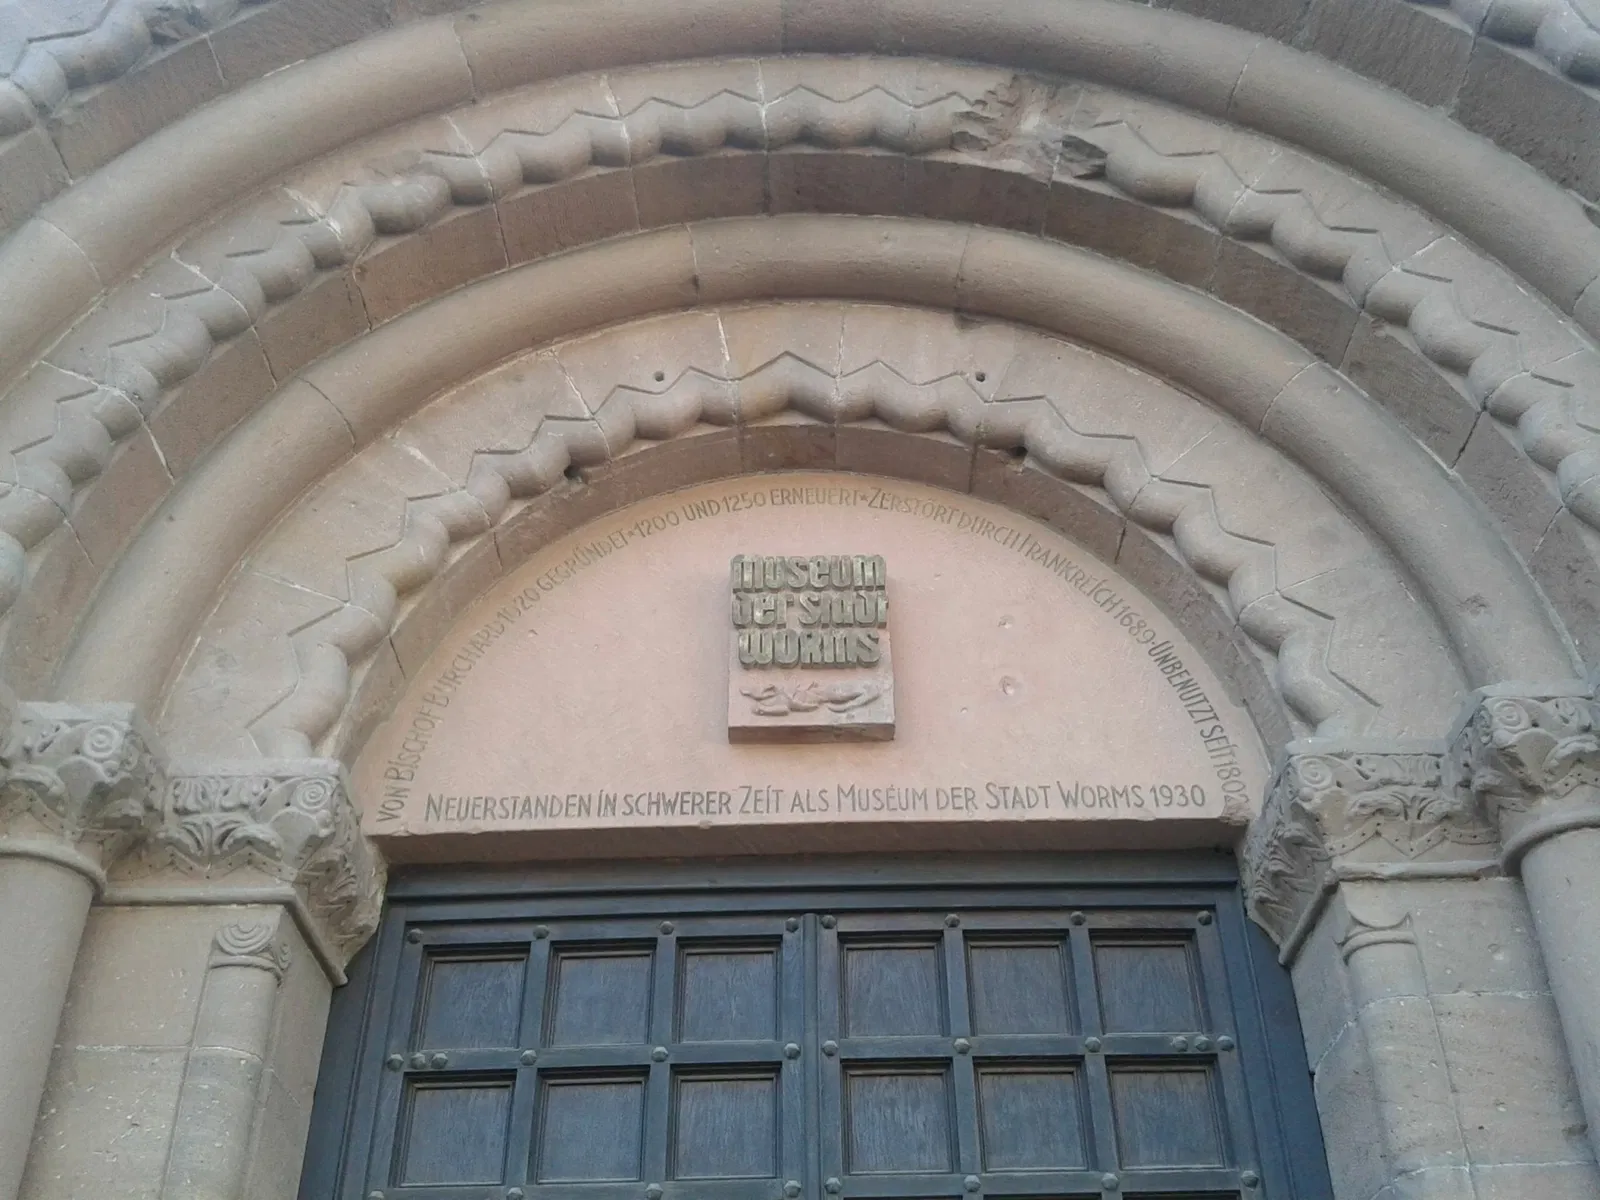 VON BISCHOF BURCHARD 1020 GEGRÜNDET * 1200 UND 1250 ERNEUERT * ZERSTÖRT DURCH FRANKREICH 1689 · UNBENUTZT SEIT 1802
museum
der stadt
worms
NEUERSTANDEN IN SCHWERER ZEIT ALS MUSEUM DER STADT WORMS 1930